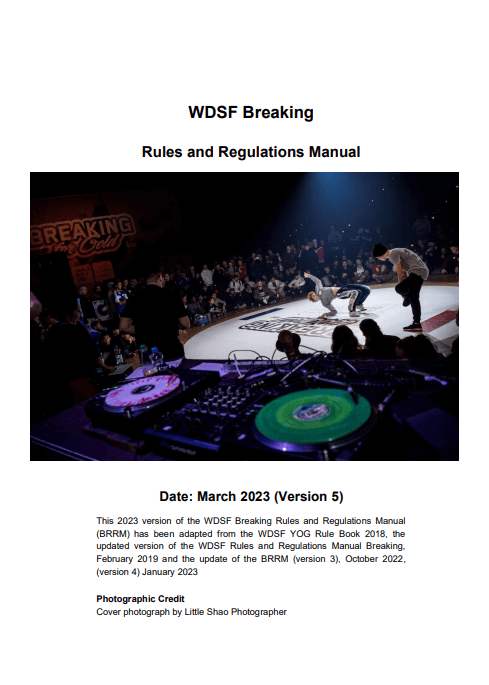 WDSF Breaking
Rules and Regulations Manual
BREAKING
For Gold
Date: March 2023 (Version 5)
This 2023 version of the WDSF Breaking Rules and Regulations Manual
(BRRM) has been adapted from the WDSF YOG Rule Book 2018, the
updated version of the WDSF Rules and Regulations Manual Breaking,
February 2019 and the update of the BRRM (version 3), October 2022,
(version 4) January 2023
Photographic Credit
Cover photograph by Little Shao Photographer